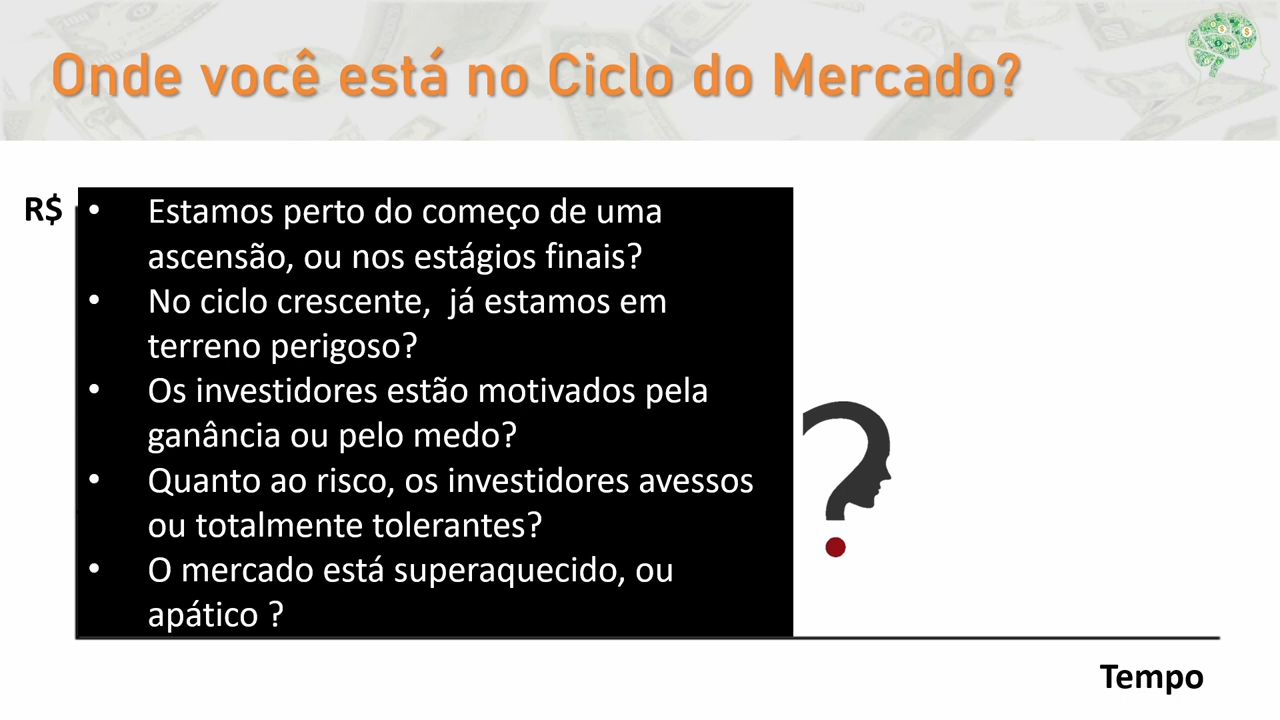 Onde você está no Ciclo do Mercado?
R$
• Estamos perto do começo de uma
ascensão, ou nos estágios finais?
• No ciclo crescente,  já estamos em
terreno perigoso?
• Os investidores estão motivados pela
ganância ou pelo medo?
• Quanto ao risco, os investidores avessos
ou totalmente tolerantes?
• O mercado está superaquecido, ou
apático ?
Tempo